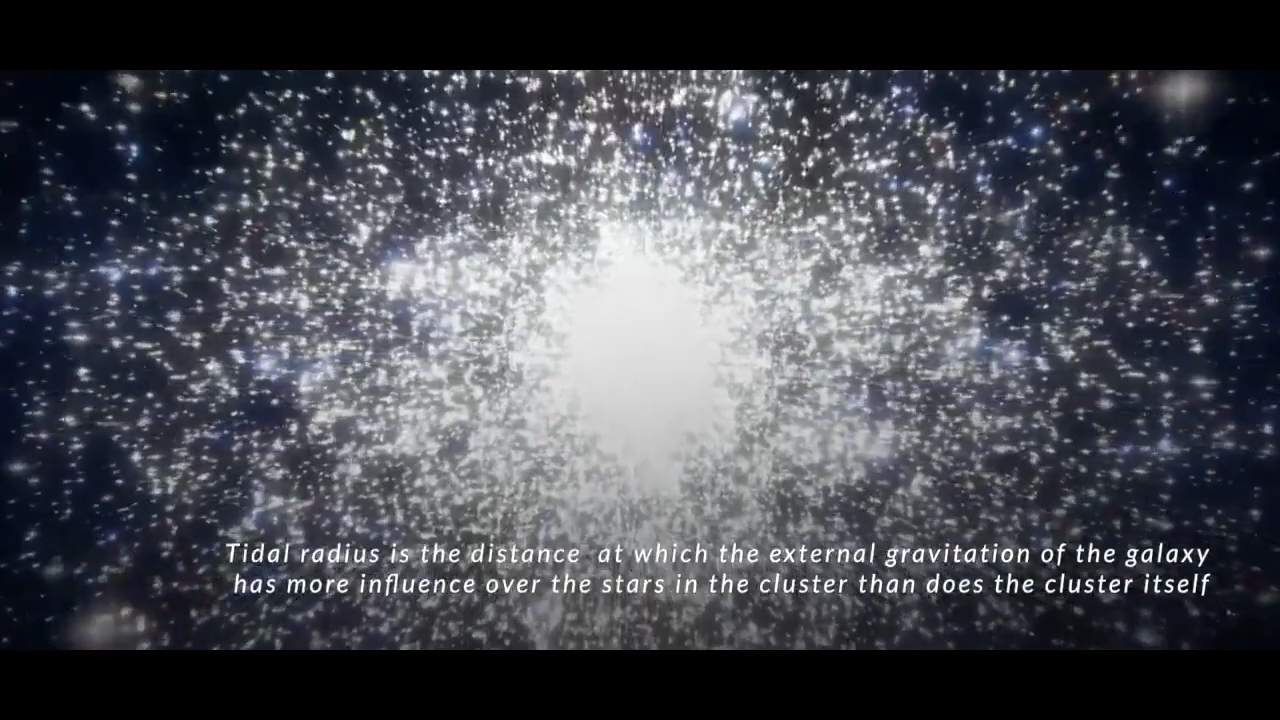 Tidal radius is the distance  at which the external gravitation of the galaxy
has more influence over the stars in the cluster than does the cluster itself